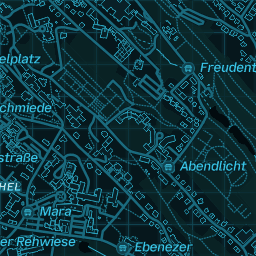 elplatz
Freudent
chmiede
straße
Abendlicht
HEL
Mara
er Rehwiese
Ebenezer